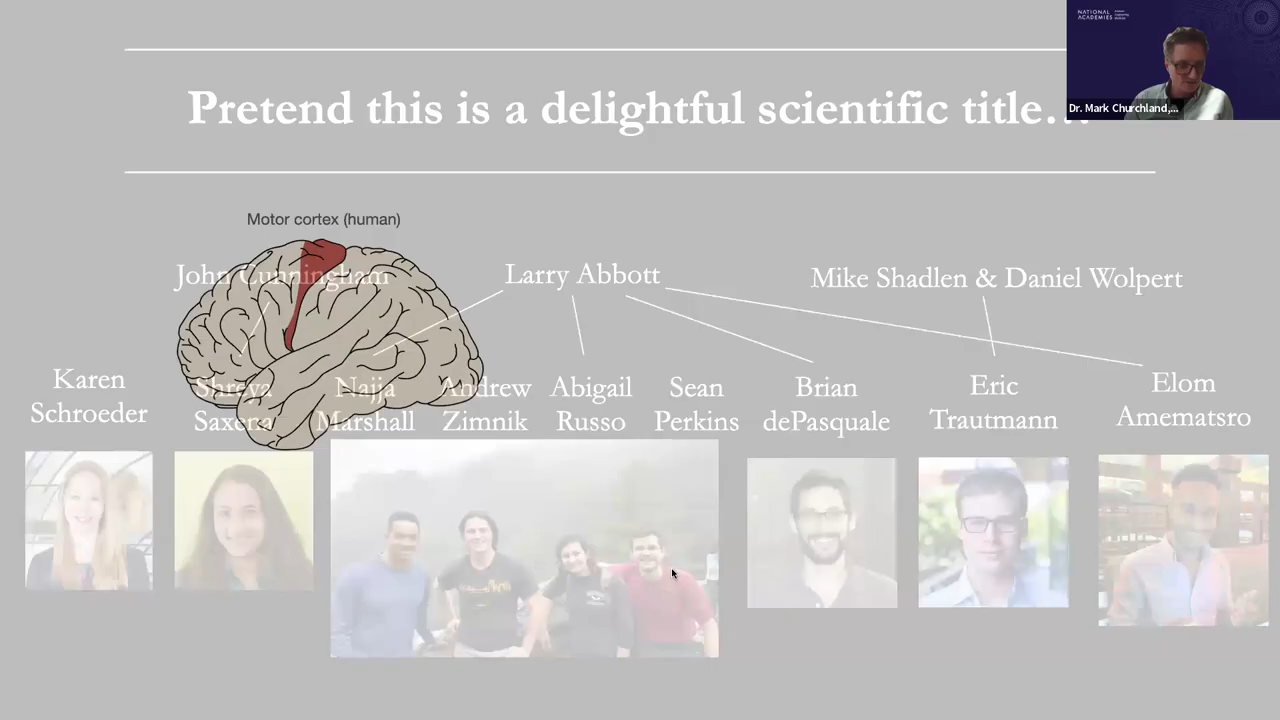 NATIONAL
ACADEMIES
Dr. Mark Churchland,...
Pretend this is a delightful scientific title...
Motor cortex (human)
John Cunningham
Larry Abbott
Mike Shadlen & Daniel Wolpert
Karen
Schroeder
Shreya
Saxena
Najja
Marshall
Andrew
Zimnik
Abigail
Russo
Sean
Perkins
Brian
dePasquale
Eric
Trautmann
Elom
Amematsro